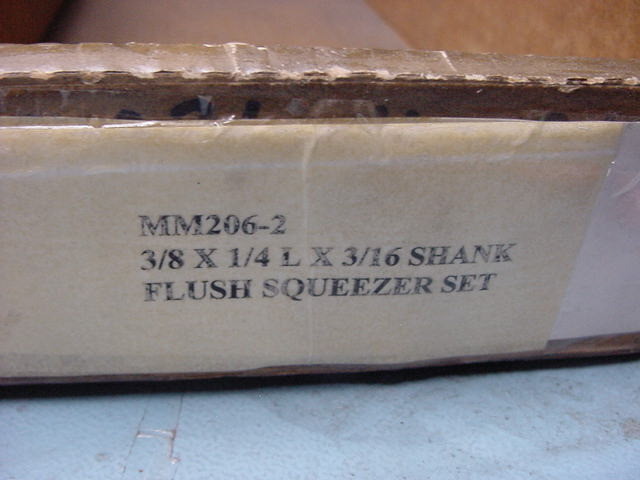 MM206-2
3/8 X 1/4 L X 3/16 SHANK
FLUSH SQUEEZER SET